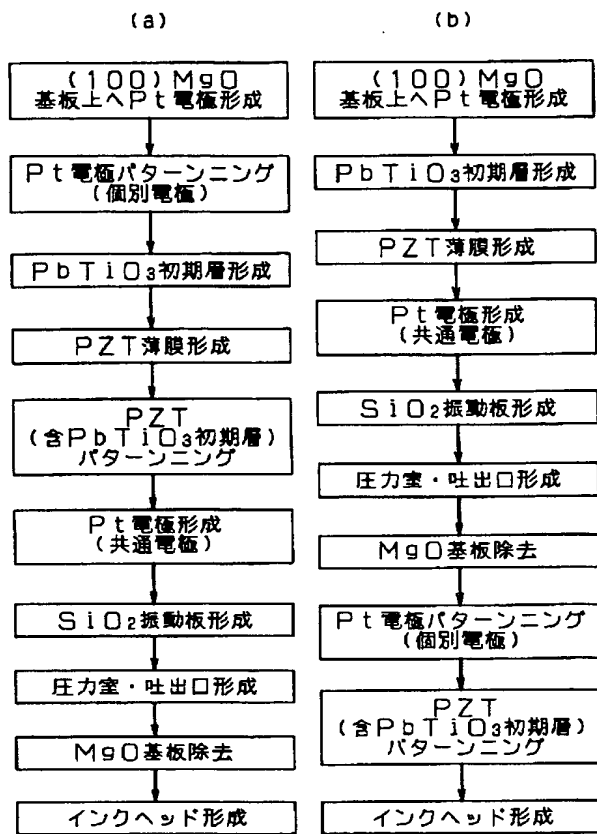 (a)
(100)MgO
基板上へPt電極形成
Pt電極パターンニング
(個別電極)
PbTiO₃初期層形成
PZT薄膜形成
PZT
(含PbTiO₃初期層)
パターンニング
Pt電極形成
(共通電極)
SiO₂振動板形成
圧力室・吐出口形成
MgO基板除去
インクヘッド形成
(b)
(100)MgO
基板上へPt電極形成
PbTiO₃初期層形成
PZT薄膜形成
Pt電極形成
(共通電極)
SiO₂振動板形成
圧力室・吐出口形成
MgO基板除去
Pt電極パターンニング
(個別電極)
PZT
(含PbTiO₃初期層)
パターンニング
インクヘッド形成